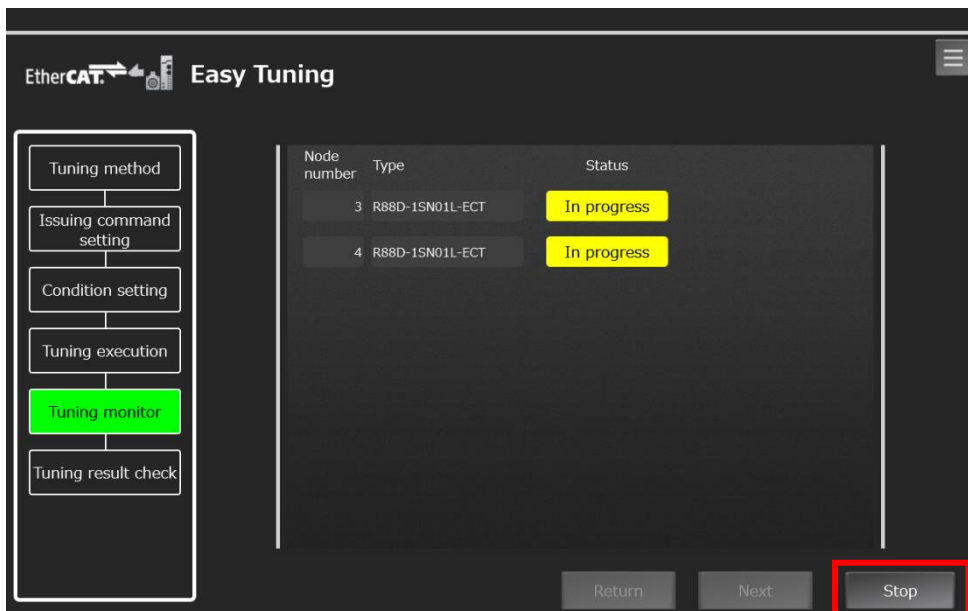 EtherCAT. Easy Tuning
Tuning method
Issuing command
setting
Condition setting
Tuning execution
Tuning monitor
Tuning result check
Node
number Type Status
3 R88D-1SN01L-ECT In progress
4 R88D-1SN01L-ECT In progress
Return Next Stop